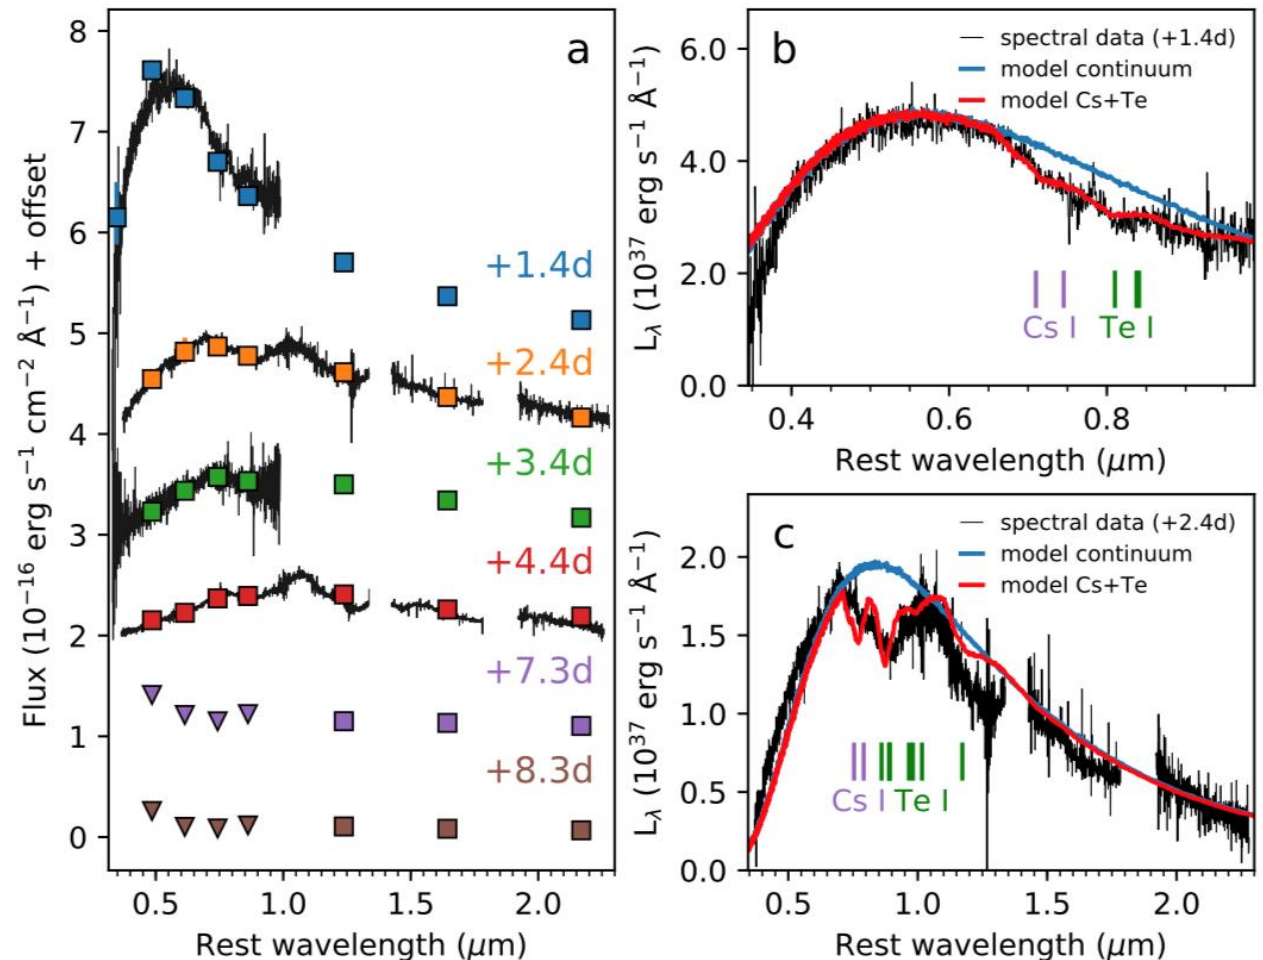 a
8
7
6
5
4
3
2
1
0
Flux (10⁻¹⁶ erg s⁻¹ cm⁻² Å⁻¹) + offset
+1.4d
+2.4d
+3.4d
+4.4d
+7.3d
+8.3d
0.5 1.0 1.5 2.0
Rest wavelength (μm)
b
spectral data (+1.4d)
model continuum
model Cs+Te
6.0
4.0
2.0
0.0
L_λ (10³⁷ erg s⁻¹ Å⁻¹)
Cs I Te I
0.4 0.6 0.8
Rest wavelength (μm)
c
spectral data (+2.4d)
model continuum
model Cs+Te
2.0
1.5
1.0
0.5
0.0
L_λ (10³⁷ erg s⁻¹ Å⁻¹)
Cs I Te I
0.5 1.0 1.5 2.0
Rest wavelength (μm)